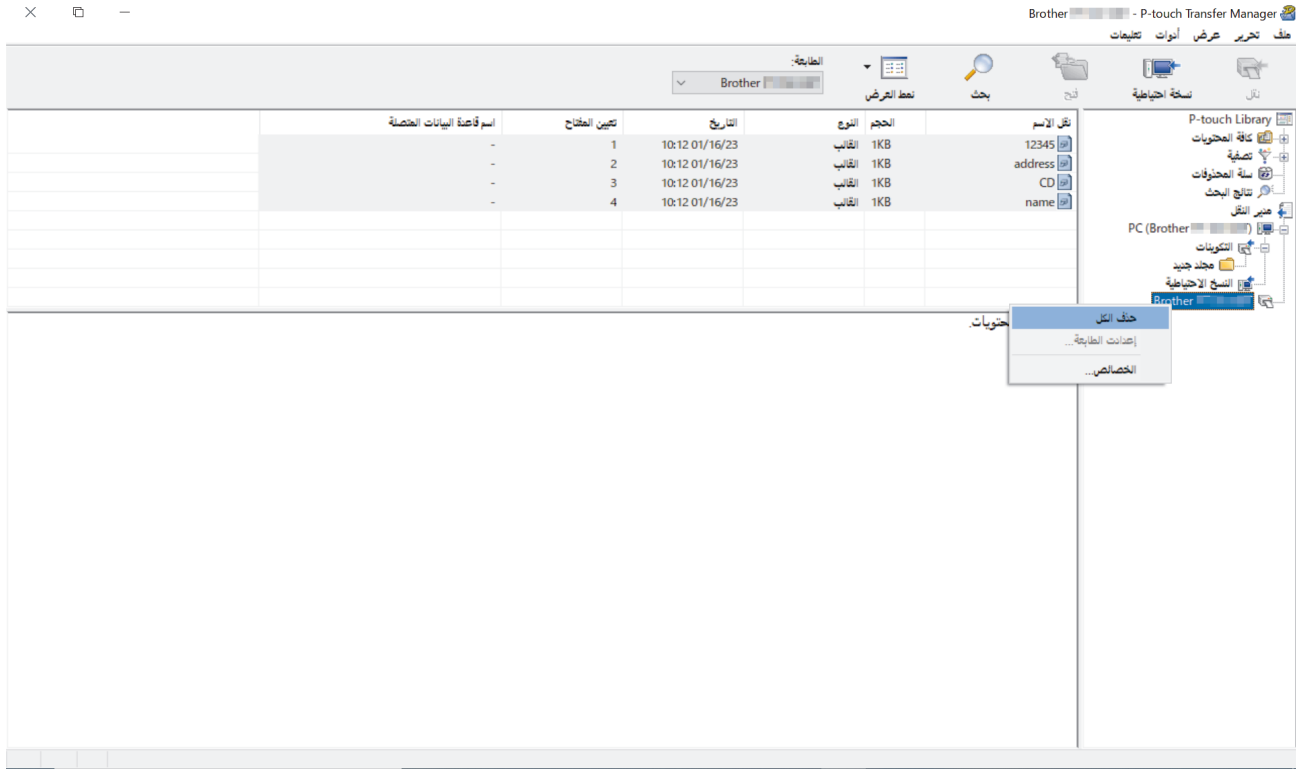 Brother - P-touch Transfer Manager
ملف تحرير عرض أدوات تعليمات
نقل
نسخة احتياطية
فتح
بحث
نمط العرض
الطابعة:
Brother
P-touch Library
كافة المحتويات
تصفية
سلة المحذوفات
نتائج البحث
مدير النقل
PC (Brother )
التكوينات
مجلد جديد
النسخ الاحتياطية
Brother
نقل الاسم الحجم النوع التاريخ تعيين المفتاح اسم قاعدة البيانات المتصلة
12345 1KB القالب 10:12 01/16/23 1 -
address 1KB القالب 10:12 01/16/23 2 -
CD 1KB القالب 10:12 01/16/23 3 -
name 1KB القالب 10:12 01/16/23 4 -
حذف الكل
إعدادت الطابعة...
الخصائص...